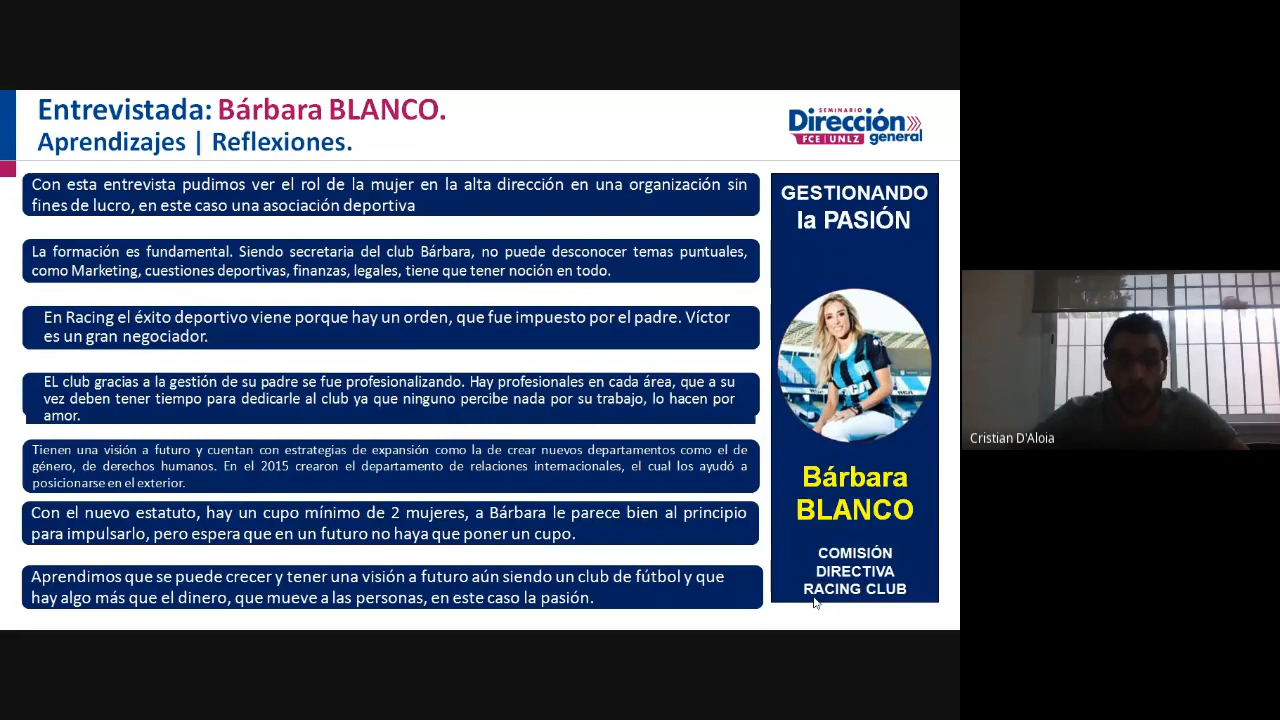 Entrevistada: Bárbara BLANCO.
Aprendizajes | Reflexiones.
SEMINARIO
Dirección
FCE | UNLZ general
Con esta entrevista pudimos ver el rol de la mujer en la alta dirección en una organización sin
fines de lucro, en este caso una asociación deportiva
La formación es fundamental. Siendo secretaria del club Bárbara, no puede desconocer temas puntuales,
como Marketing, cuestiones deportivas, finanzas, legales, tiene que tener noción en todo.
En Racing el éxito deportivo viene porque hay un orden, que fue impuesto por el padre. Víctor
es un gran negociador.
EL club gracias a la gestión de su padre se fue profesionalizando. Hay profesionales en cada área, que a su
vez deben tener tiempo para dedicarle al club ya que ninguno percibe nada por su trabajo, lo hacen por
amor.
Tienen una visión a futuro y cuentan con estrategias de expansión como la de crear nuevos departamentos como el de
género, de derechos humanos. En el 2015 crearon el departamento de relaciones internacionales, el cual los ayudó a
posicionarse en el exterior.
Con el nuevo estatuto, hay un cupo mínimo de 2 mujeres, a Bárbara le parece bien al principio
para impulsarlo, pero espera que en un futuro no haya que poner un cupo.
Aprendimos que se puede crecer y tener una visión a futuro aún siendo un club de fútbol y que
hay algo más que el dinero, que mueve a las personas, en este caso la pasión.
GESTIONANDO
la PASIÓN
Bárbara
BLANCO
COMISIÓN
DIRECTIVA
RACING CLUB
Cristian D'Aloia